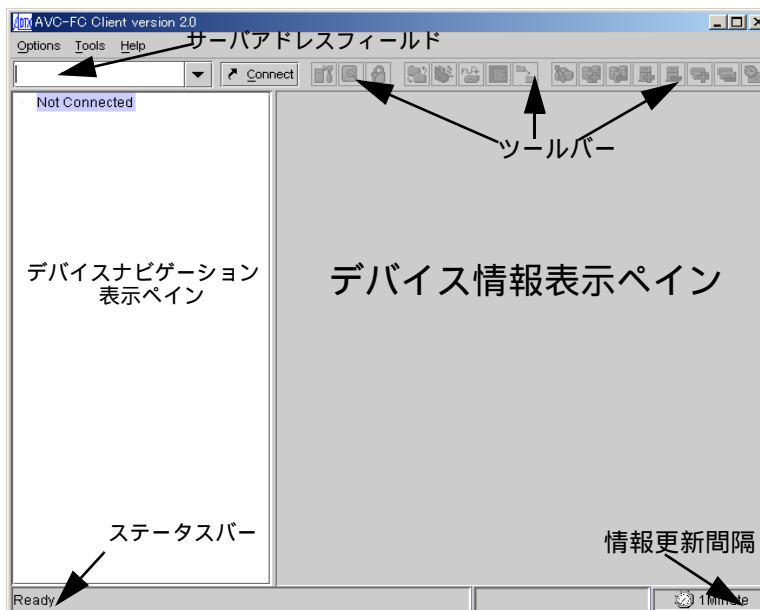 AVC-FC Client version 2.0
Options Tools Help
サーバアドレスフィールド
Connect
Not Connected
ツールバー
デバイスナビゲーション
表示ペイン
デバイス情報表示ペイン
ステータスバー
情報更新間隔
Ready
1 Minute